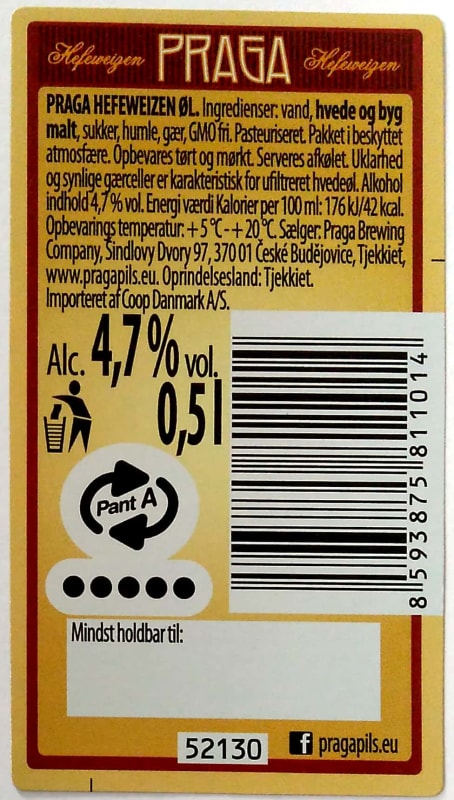 Hefeweizen PRAGA Hefeweizen
PRAGA HEFEWEIZEN ØL. Ingredienser: vand, hvede og byg
malt, sukker, humle, gær, GMO fri. Pasteuriseret. Pakket i beskyttet
atmosfære. Opbevares tørt og mørkt. Serveres afkølet. Uklarhed
og synlige gærceller er karakteristisk for ufiltreret hvedeøl. Alkohol
indhold 4,7 % vol. Energi værdi Kalorier per 100 ml: 176 kJ/42 kcal.
Opbevarings temperatur: +5 °C - +20 °C. Sælger: Praga Brewing
Company, Šindlovy Dvory 97, 370 01 České Budějovice, Tjekkiet,
www.pragapils.eu. Oprindelsesland: Tjekkiet.
Importeret af Coop Danmark A/S.
Alc. 4,7 % vol.
0,5 l
Pant A
8 593875 811014
Mindst holdbar til:
52130
f pragapils.eu